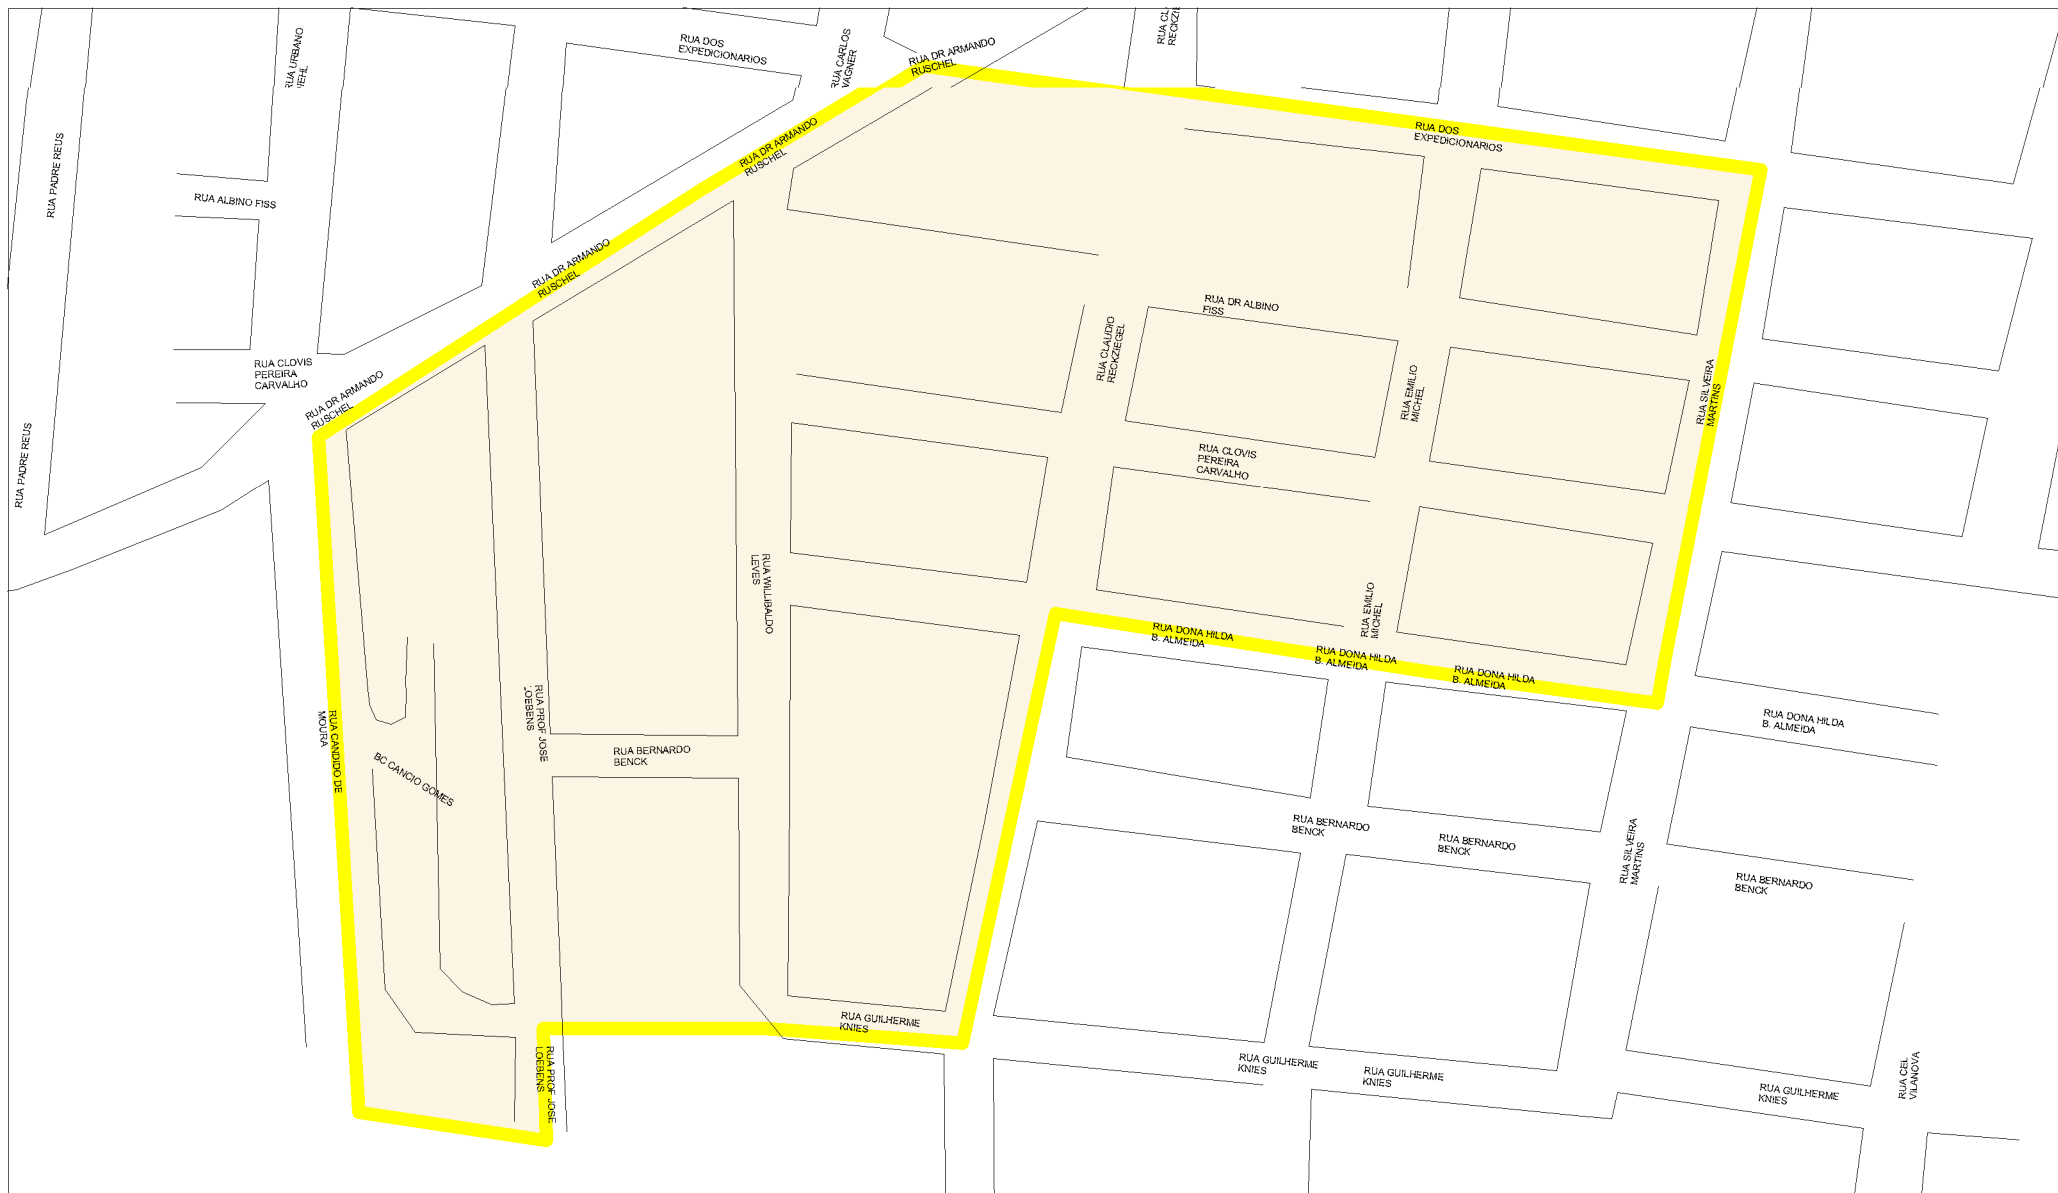 RUA URBANO
RUA DOS
EXPEDICIONARIOS
RUA CARLOS
VAGNER
RUA DR ARMANDO
RUSCHEL
RUA PADRE REUS
RUA ALBINO FISS
RUA DR ARMANDO
RUSCHEL
RUA DOS
EXPEDICIONARIOS
RUA DR ARMANDO
RUSCHEL
RUA DR ALBINO
FISS
RUA CLAUDIO
RECKZIEGEL
RUA CLOVIS
PEREIRA
CARVALHO
RUA DR ARMANDO
RUSCHEL
RUA EMILIO
MICHEL
RUA SILVEIRA
MARTINS
RUA PADRE REUS
RUA CLOVIS
PEREIRA
CARVALHO
RUA WILLIBALDO
LEVES
RUA EMILIO
MICHEL
RUA DONA HILDA
B. ALMEIDA
RUA DONA HILDA
B. ALMEIDA
RUA DONA HILDA
B. ALMEIDA
RUA DONA HILDA
B. ALMEIDA
RUA CANDIDO DE
MOURA
RUA PROF JOSE
LOEBENS
RUA BERNARDO
BENCK
BC CANCIO GOMES
RUA BERNARDO
BENCK
RUA BERNARDO
BENCK
RUA SILVEIRA
MARTINS
RUA BERNARDO
BENCK
RUA GUILHERME
KNIES
RUA PROF JOSE
LOEBENS
RUA GUILHERME
KNIES
RUA GUILHERME
KNIES
RUA GUILHERME
KNIES
RUA CEL
VILANOVA